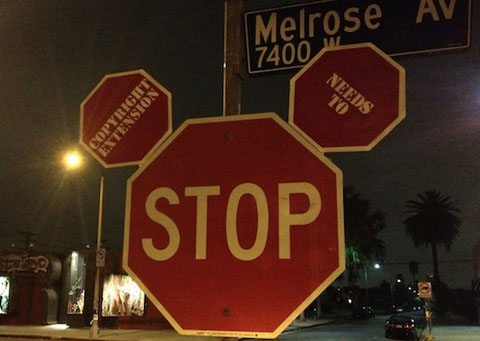 Melrose AV
7400 W
COPYRIGHT
EXTENSION
NEEDS
TO
STOP